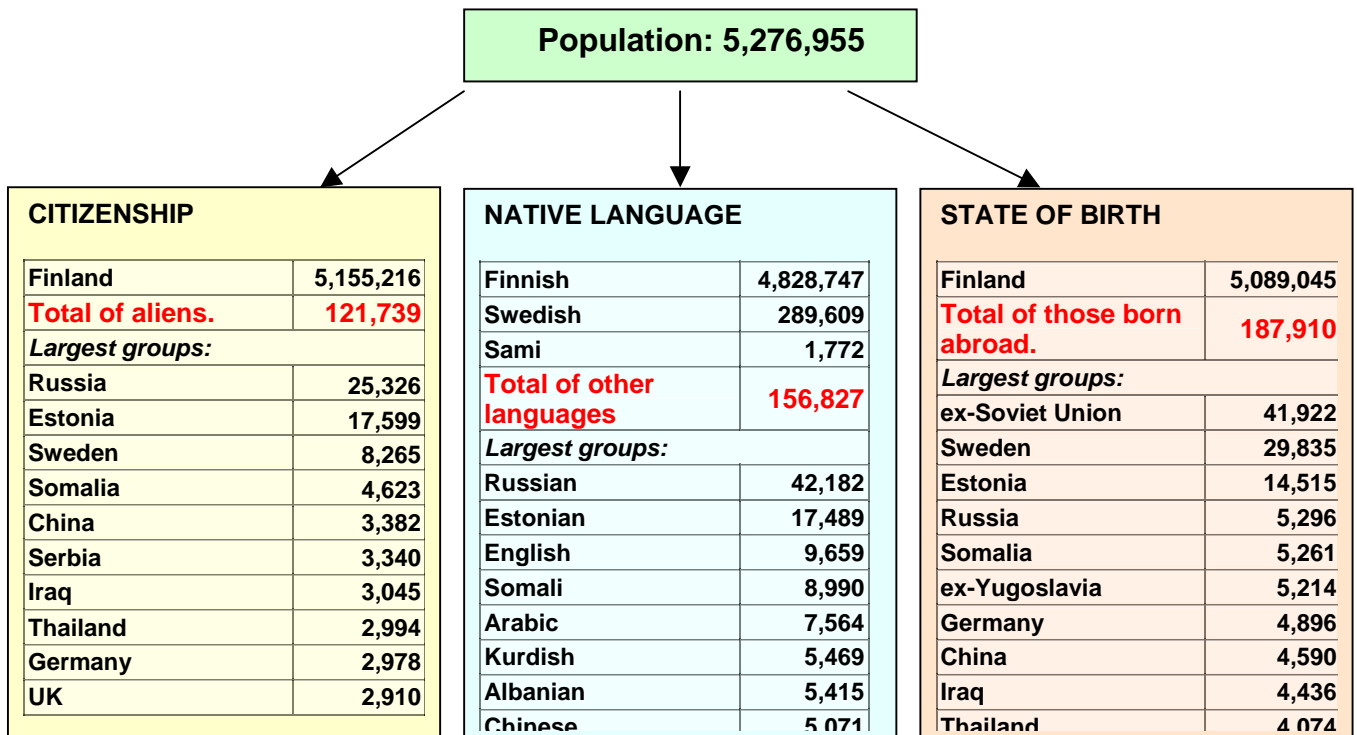 Population: 5,276,955
CITIZENSHIP
Finland 5,155,216
Total of aliens. 121,739
Largest groups:
Russia 25,326
Estonia 17,599
Sweden 8,265
Somalia 4,623
China 3,382
Serbia 3,340
Iraq 3,045
Thailand 2,994
Germany 2,978
UK 2,910
NATIVE LANGUAGE
Finnish 4,828,747
Swedish 289,609
Sami 1,772
Total of other
languages 156,827
Largest groups:
Russian 42,182
Estonian 17,489
English 9,659
Somali 8,990
Arabic 7,564
Kurdish 5,469
Albanian 5,415
Chinese 5,071
STATE OF BIRTH
Finland 5,089,045
Total of those born
abroad. 187,910
Largest groups:
ex-Soviet Union 41,922
Sweden 29,835
Estonia 14,515
Russia 5,296
Somalia 5,261
ex-Yugoslavia 5,214
Germany 4,896
China 4,590
Iraq 4,436
Thailand 4,074